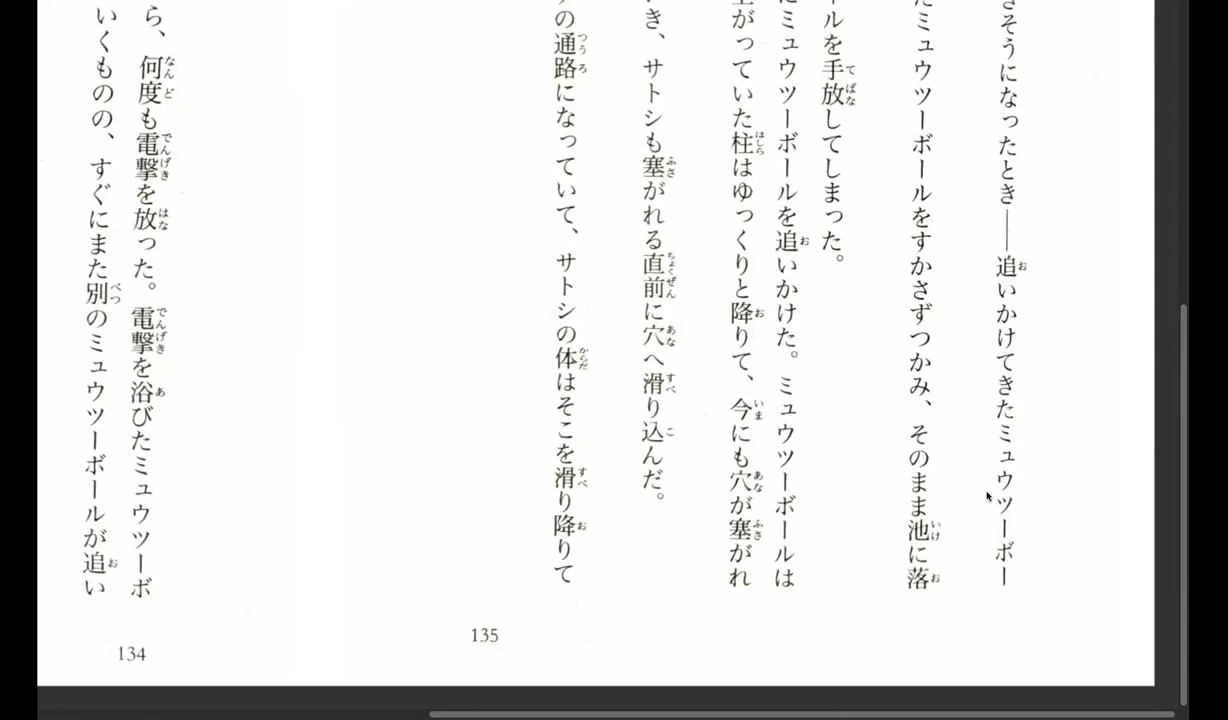 そうになったとき――追いかけてきたミュウツーボー
たミュウツーボールをすかさずつかみ、そのまま池に落
ルを手放してしまった。
にミュウツーボールを追いかけた。ミュウツーボールは
がっていた柱はゆっくりと降りて、今にも穴が塞がれ
き、サトシも塞がれる直前に穴へ滑り込んだ。
の通路になっていて、サトシの体はそこを滑り降りて
135
ら、何度も電撃を放った。電撃を浴びたミュウツーボ
いくものの、すぐにまた別のミュウツーボールが追い
134